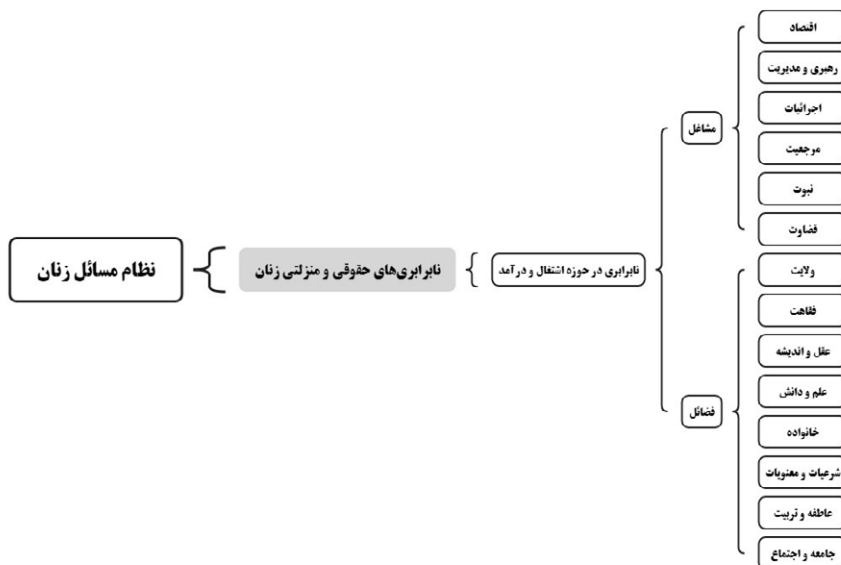 نظام مسائل زنان
نابرابری‌های حقوقی و منزلتی زنان
نابرابری در حوزه اشتغال و درآمد
مشاغل
اقتصاد
رهبری و مدیریت
اجرائیات
مرجعیت
نبوت
قضاوت
فضائل
ولایت
فقاهت
عقل و اندیشه
علم و دانش
خانواده
شرعیات و معنویات
عاطفه و تربیت
جامعه و اجتماع